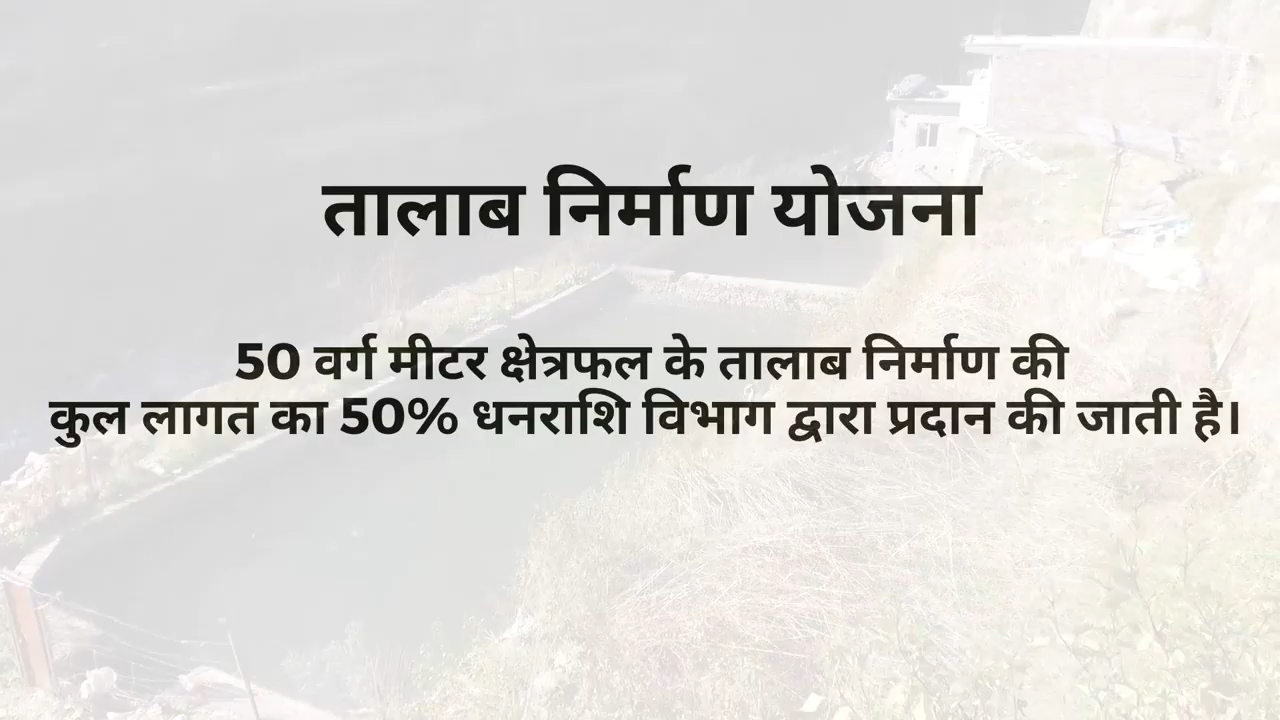 तालाब निर्माण योजना
50 वर्ग मीटर क्षेत्रफल के तालाब निर्माण की
कुल लागत का 50% धनराशि विभाग द्वारा प्रदान की जाती है।